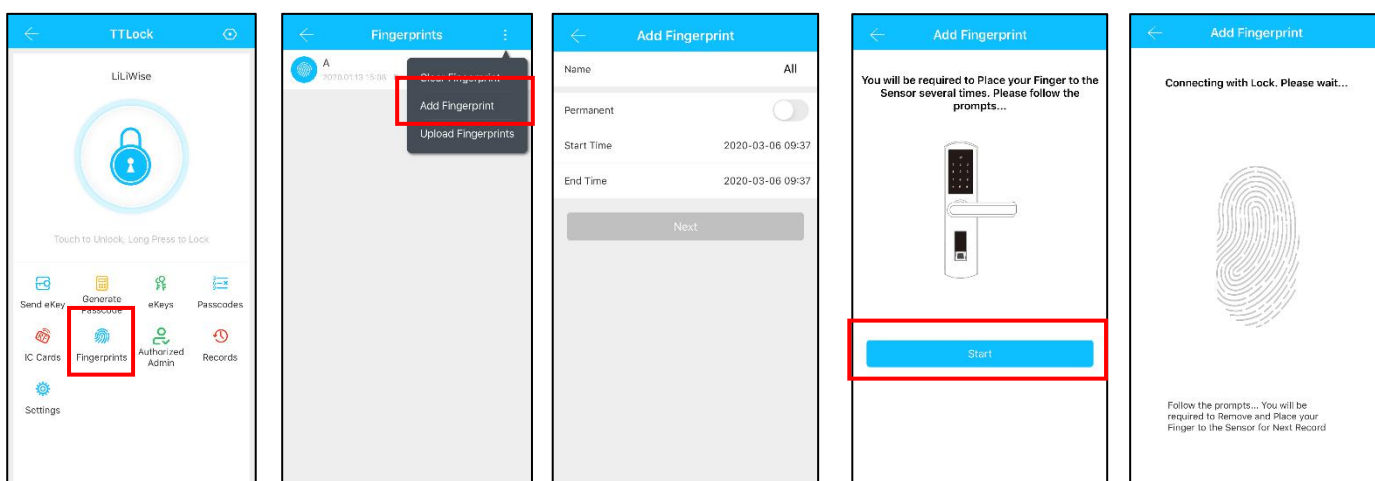 TTLock
LiLiWise
Touch to Unlock, Long Press to Lock
Send eKey
Generate
Passcode
eKeys
Passcodes
IC Cards
Fingerprints
Authorized
Admin
Records
Settings
Fingerprints
A
2020.01.13 15:06
Clear Fingerprint
Add Fingerprint
Upload Fingerprints
Add Fingerprint
Name All
Permanent
Start Time 2020-03-06 09:37
End Time 2020-03-06 09:37
Next
Add Fingerprint
You will be required to Place your Finger to the
Sensor several times. Please follow the
prompts...
Start
Add Fingerprint
Connecting with Lock. Please wait...
Follow the prompts... You will be
required to Remove and Place your
Finger to the Sensor for Next Record